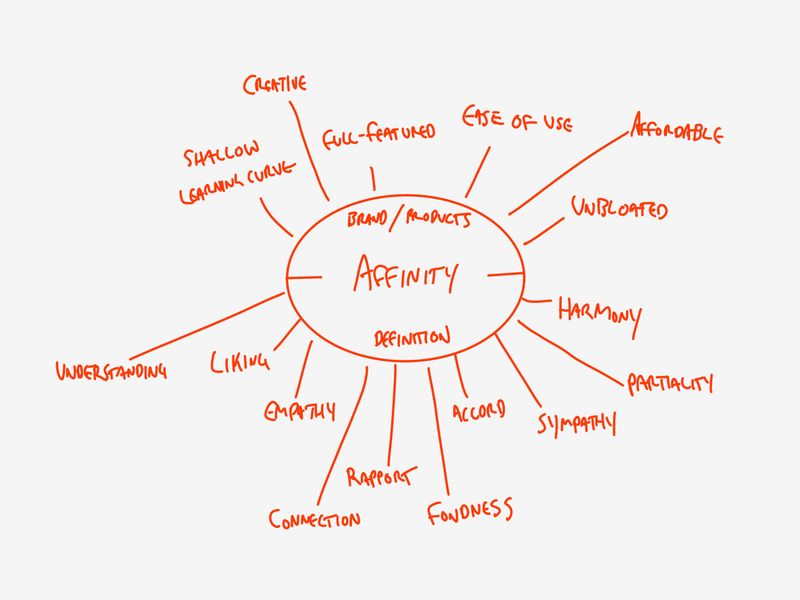 CREATIVE
FULL-FEATURED
EASE OF USE
AFFORDABLE
SHALLOW
LEARNING CURVE
UNBLOATED
BRAND/PRODUCTS
AFFINITY
DEFINITION
HARMONY
UNDERSTANDING
LIKING
PARTIALITY
EMPATHY
ACCORD
SYMPATHY
RAPPORT
CONNECTION
FONDNESS